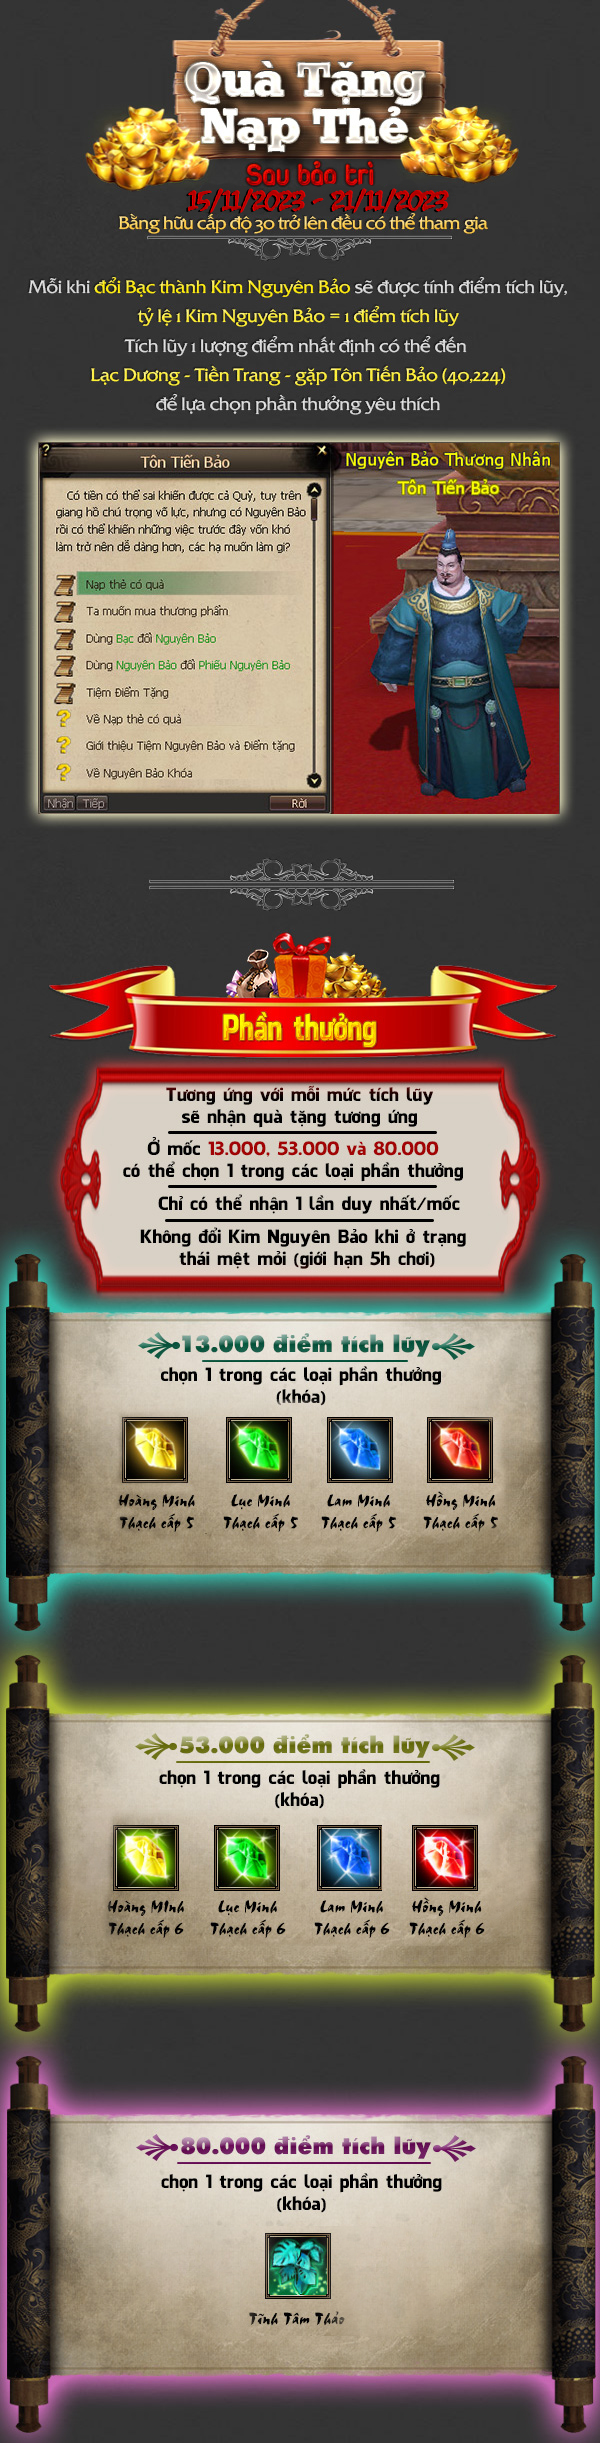 Quà Tặng
Nạp Thẻ
Sau bảo trì
15/11/2023 - 21/11/2023
Bằng hữu cấp độ 30 trở lên đều có thể tham gia
Mỗi khi đổi Bạc thành Kim Nguyên Bảo sẽ được tính điểm tích lũy,
tỷ lệ 1 Kim Nguyên Bảo = 1 điểm tích lũy
Tích lũy 1 lượng điểm nhất định có thể đến
Lạc Dương - Tiền Trang - gặp Tôn Tiến Bảo (40,224)
để lựa chọn phần thưởng yêu thích
?
Tôn Tiến Bảo
Nguyên Bảo Thương Nhân
Tôn Tiến Bảo
Có tiền có thể sai khiến được cả Quỷ, tuy trên
giang hồ chú trọng võ lực, nhưng có Nguyên Bảo
rồi có thể khiến những việc trước đây vốn khó
làm trở nên dễ dàng hơn, các hạ muốn làm gì?
Nạp thẻ có quà
Ta muốn mua thương phẩm
Dùng Bạc đổi Nguyên Bảo
Dùng Nguyên Bảo đổi Phiếu Nguyên Bảo
Tiệm Điểm Tặng
? Về Nạp thẻ có quà
? Giới thiệu Tiệm Nguyên Bảo và Điểm tặng
? Về Nguyên Bảo Khóa
Nhận Tiếp Rời
Phần thưởng
Tương ứng với mỗi mức tích lũy
sẽ nhận quà tặng tương ứng
Ở mốc 13.000, 53.000 và 80.000
có thể chọn 1 trong các loại phần thưởng
Chỉ có thể nhận 1 lần duy nhất/mốc
Không đổi Kim Nguyên Bảo khi ở trạng
thái mệt mỏi (giới hạn 5h chơi)
13.000 điểm tích lũy
chọn 1 trong các loại phần thưởng
(khóa)
Hoàng Minh Lục Minh Lam Minh Hồng Minh
Thạch cấp 5 Thạch cấp 5 Thạch cấp 5 Thạch cấp 5
53.000 điểm tích lũy
chọn 1 trong các loại phần thưởng
(khóa)
Hoàng Minh Lục Minh Lam Minh Hồng Minh
Thạch cấp 6 Thạch cấp 6 Thạch cấp 6 Thạch cấp 6
80.000 điểm tích lũy
chọn 1 trong các loại phần thưởng
(khóa)
Tĩnh Tâm Thảo